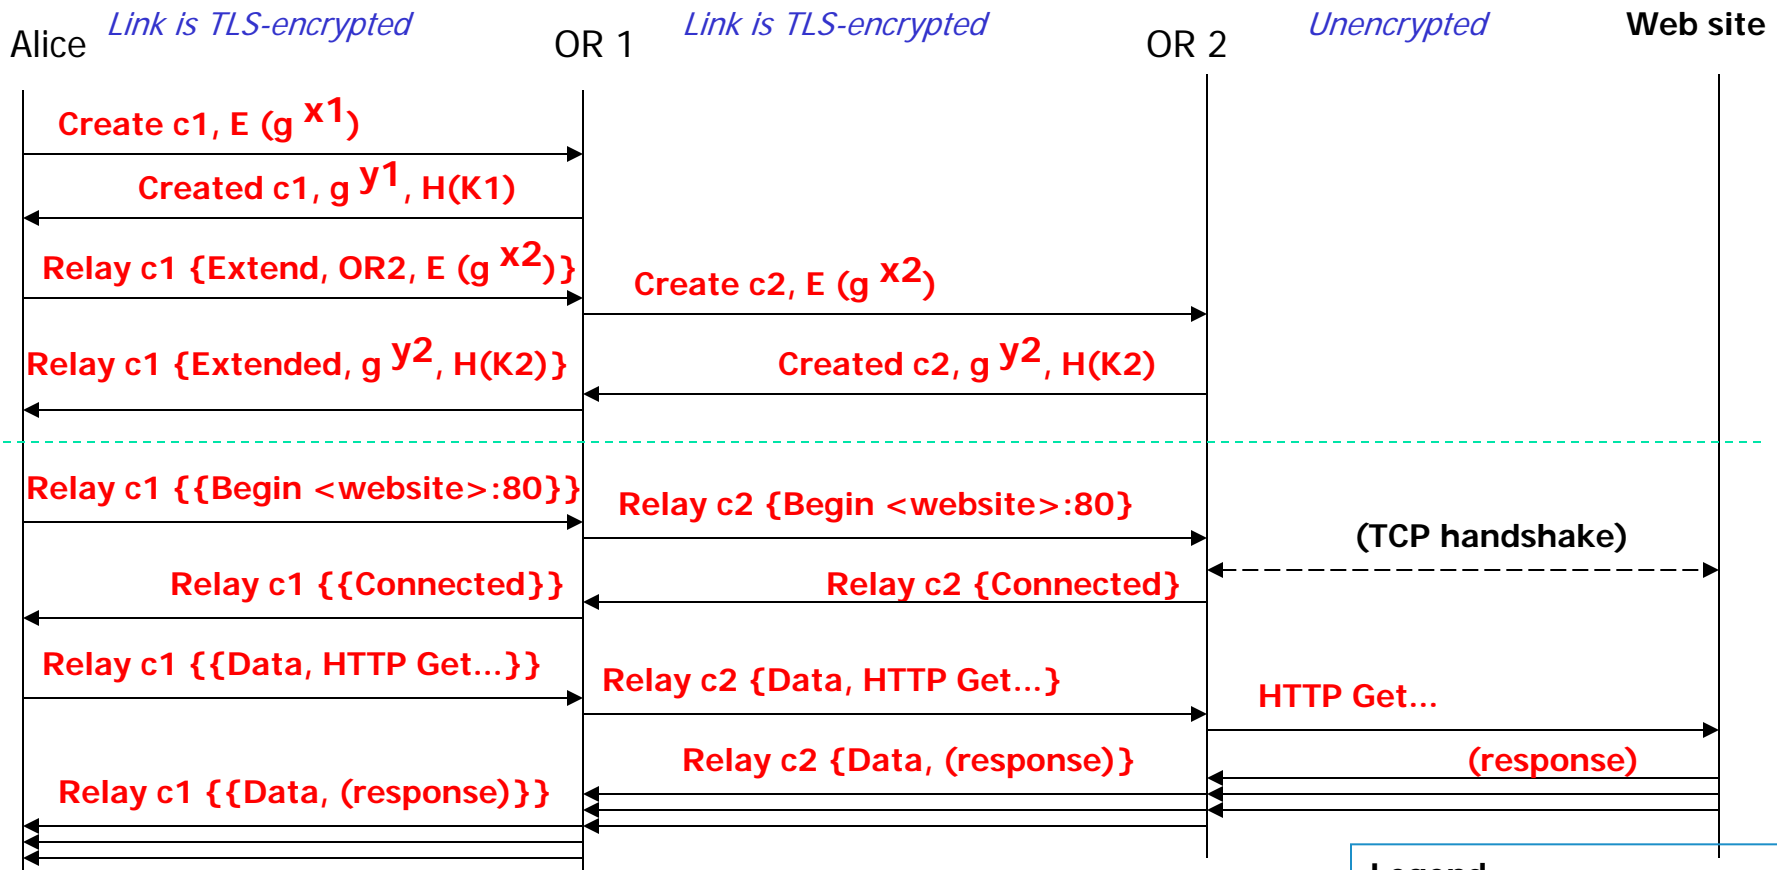 Link is TLS-encrypted
Link is TLS-encrypted
Unencrypted
Web site
Alice
OR 1
OR 2
Create c1, E (g x1)
Created c1, g y1, H(K1)
Relay c1 {Extend, OR2, E (g x2)}
Create c2, E (g x2)
Relay c1 {Extended, g y2, H(K2)}
Created c2, g y2, H(K2)
Relay c1 {{Begin <website>:80}}
Relay c2 {Begin <website>:80}
(TCP handshake)
Relay c1 {{Connected}}
Relay c2 {Connected}
Relay c1 {{Data, HTTP Get...}}
Relay c2 {Data, HTTP Get...}
HTTP Get...
Relay c2 {Data, (response)}
(response)
Relay c1 {{Data, (response)}}
Legend